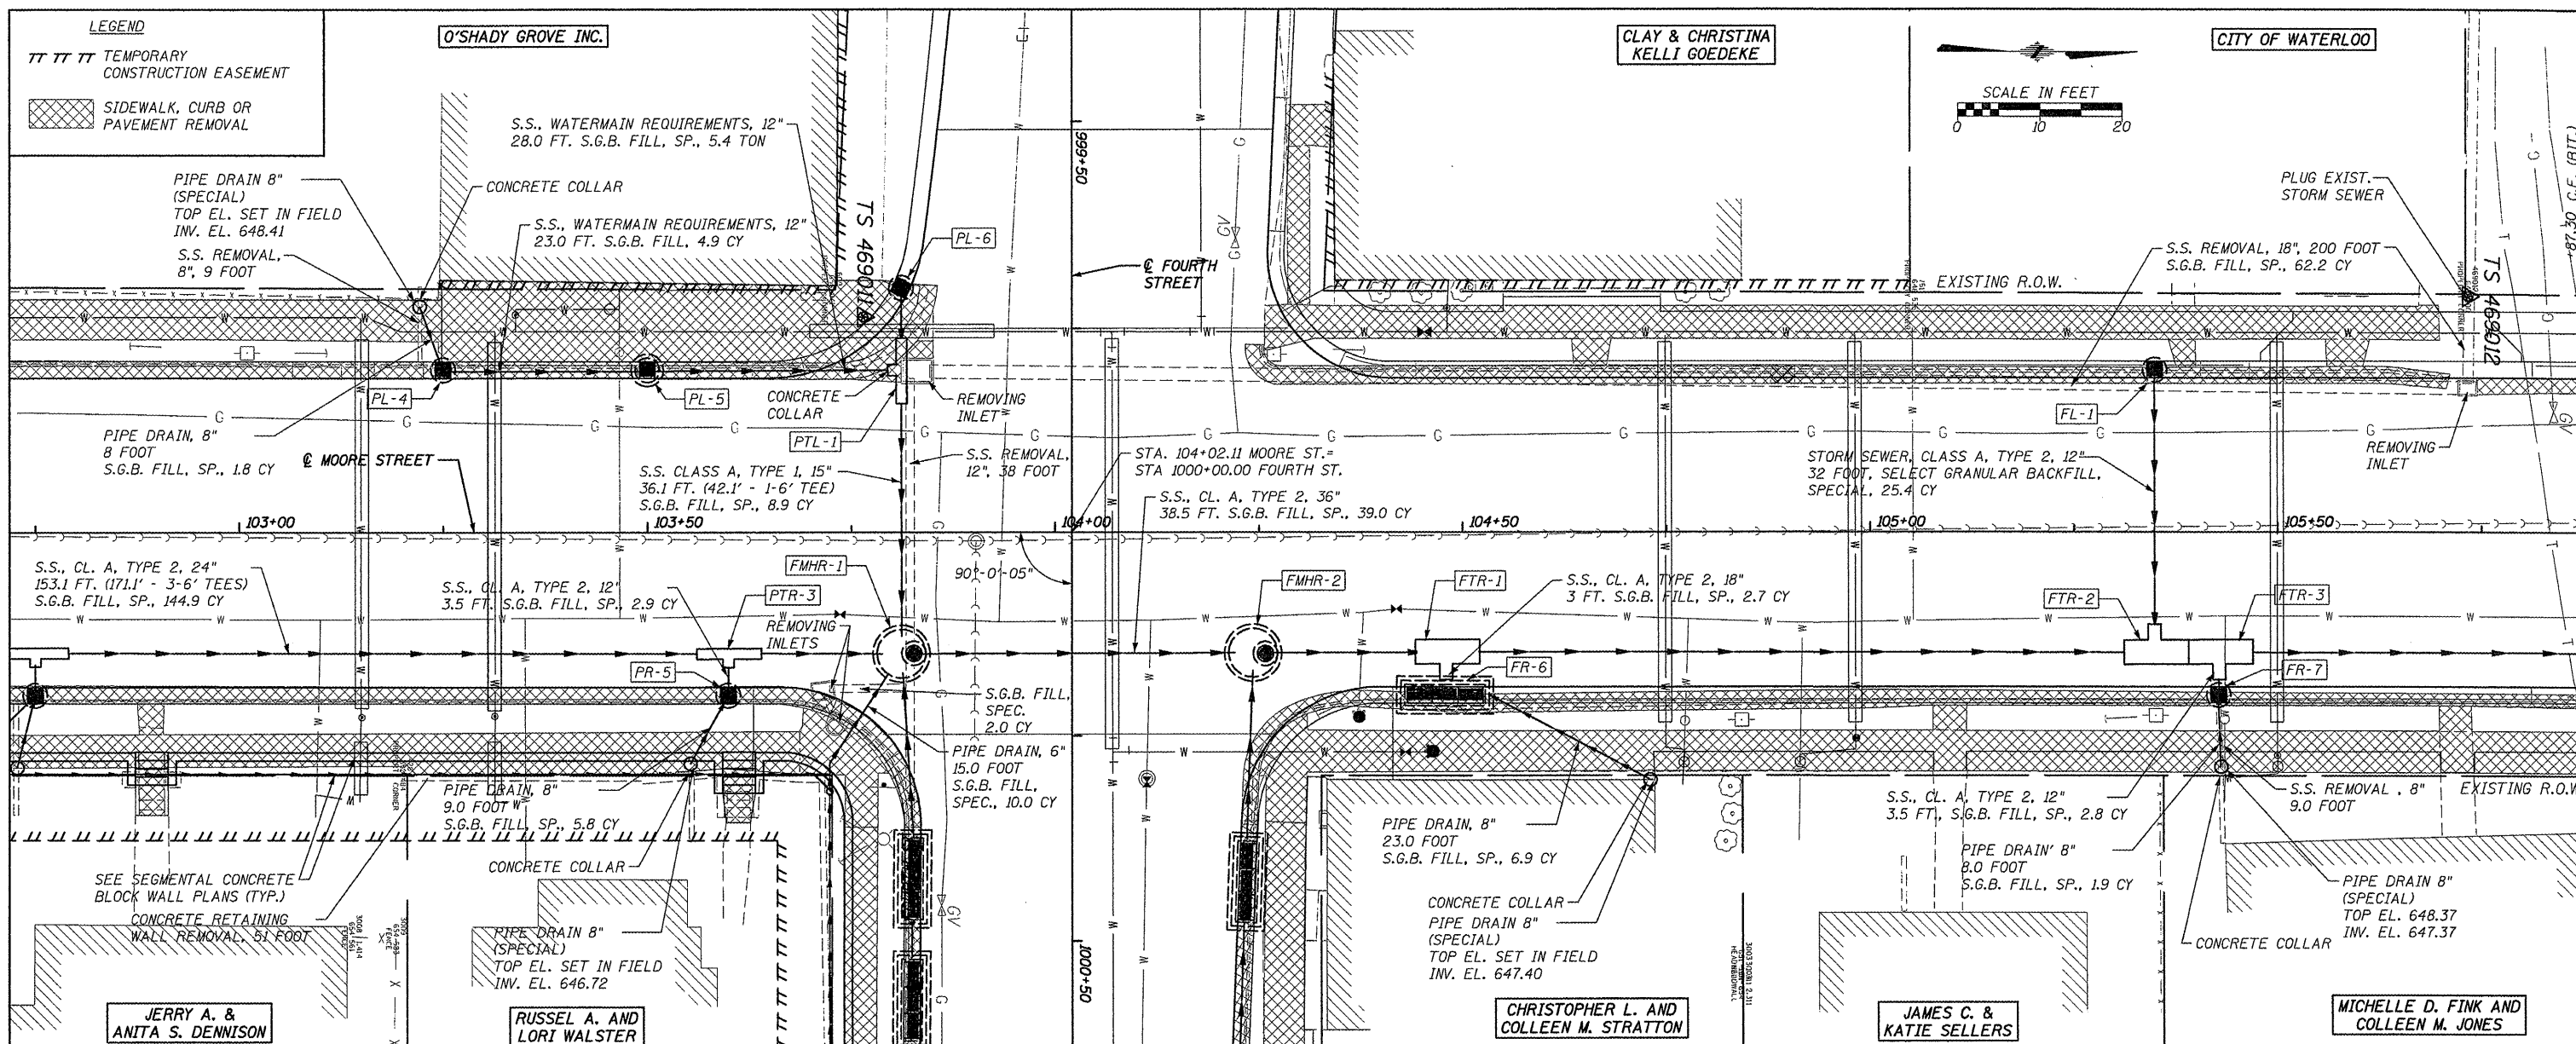 LEGEND
TEMPORARY
CONSTRUCTION EASEMENT
SIDEWALK, CURB OR
PAVEMENT REMOVAL
O'SHADY GROVE INC.
CLAY & CHRISTINA
KELLI GOEDEKE
CITY OF WATERLOO
SCALE IN FEET
0 10 20
S.S., WATERMAIN REQUIREMENTS, 12"
28.0 FT. S.G.B. FILL, SP., 5.4 TON
PIPE DRAIN 8"
(SPECIAL)
TOP EL. SET IN FIELD
INV. EL. 648.41
CONCRETE COLLAR
S.S., WATERMAIN REQUIREMENTS, 12"
23.0 FT. S.G.B. FILL, 4.9 CY
S.S. REMOVAL,
8", 9 FOOT
TS 469011
PL-6
999+50
GV
℄ FOURTH
STREET
EXISTING R.O.W.
PLUG EXIST.
STORM SEWER
S.S. REMOVAL, 18", 200 FOOT
S.G.B. FILL, SP., 62.2 CY
TS 469012
+87.30 C.E. (BIT.)
PL-4
PL-5
CONCRETE
COLLAR
REMOVING
INLET
PTL-1
FL-1
GV
REMOVING
INLET
PIPE DRAIN, 8"
8 FOOT
S.G.B. FILL, SP., 1.8 CY
℄ MOORE STREET
S.S. CLASS A, TYPE 1, 15"
36.1 FT. (42.1' - 1-6' TEE)
S.G.B. FILL, SP., 8.9 CY
S.S. REMOVAL,
12", 38 FOOT
STA. 104+02.11 MOORE ST.=
STA 1000+00.00 FOURTH ST.
S.S., CL. A, TYPE 2, 36"
38.5 FT. S.G.B. FILL, SP., 39.0 CY
STORM SEWER, CLASS A, TYPE 2, 12"
32 FOOT, SELECT GRANULAR BACKFILL,
SPECIAL, 25.4 CY
103+00
103+50
104+00
104+50
105+00
105+50
S.S., CL. A, TYPE 2, 24"
153.1 FT. (171.1' - 3-6' TEES)
S.G.B. FILL, SP., 144.9 CY
S.S., CL. A, TYPE 2, 12"
3.5 FT. S.G.B. FILL, SP., 2.9 CY
FMHR-1
PTR-3
REMOVING
INLETS
90°-0'-05"
FMHR-2
FTR-1
S.S., CL. A, TYPE 2, 18"
3 FT. S.G.B. FILL, SP., 2.7 CY
FTR-2
FTR-3
PR-5
FR-6
FR-7
S.G.B. FILL,
SPEC.
2.0 CY
PIPE DRAIN, 6"
15.0 FOOT
S.G.B. FILL,
SPEC., 10.0 CY
PIPE DRAIN, 8"
9.0 FOOT
S.G.B. FILL, SP., 5.8 CY
CONCRETE COLLAR
SEE SEGMENTAL CONCRETE
BLOCK WALL PLANS (TYP.)
CONCRETE RETAINING
WALL REMOVAL, 51 FOOT
PIPE DRAIN 8"
(SPECIAL)
TOP EL. SET IN FIELD
INV. EL. 646.72
GV
1000+50
PIPE DRAIN, 8"
23.0 FOOT
S.G.B. FILL, SP., 6.9 CY
CONCRETE COLLAR
PIPE DRAIN 8"
(SPECIAL)
TOP EL. SET IN FIELD
INV. EL. 647.40
S.S., CL. A, TYPE 2, 12"
3.5 FT., S.G.B. FILL, SP., 2.8 CY
PIPE DRAIN' 8"
8.0 FOOT
S.G.B. FILL, SP., 1.9 CY
S.S. REMOVAL , 8"
9.0 FOOT
EXISTING R.O.W
PIPE DRAIN 8"
(SPECIAL)
TOP EL. 648.37
INV. EL. 647.37
CONCRETE COLLAR
JERRY A. &
ANITA S. DENNISON
RUSSEL A. AND
LORI WALSTER
CHRISTOPHER L. AND
COLLEEN M. STRATTON
JAMES C. &
KATIE SELLERS
MICHELLE D. FINK AND
COLLEEN M. JONES